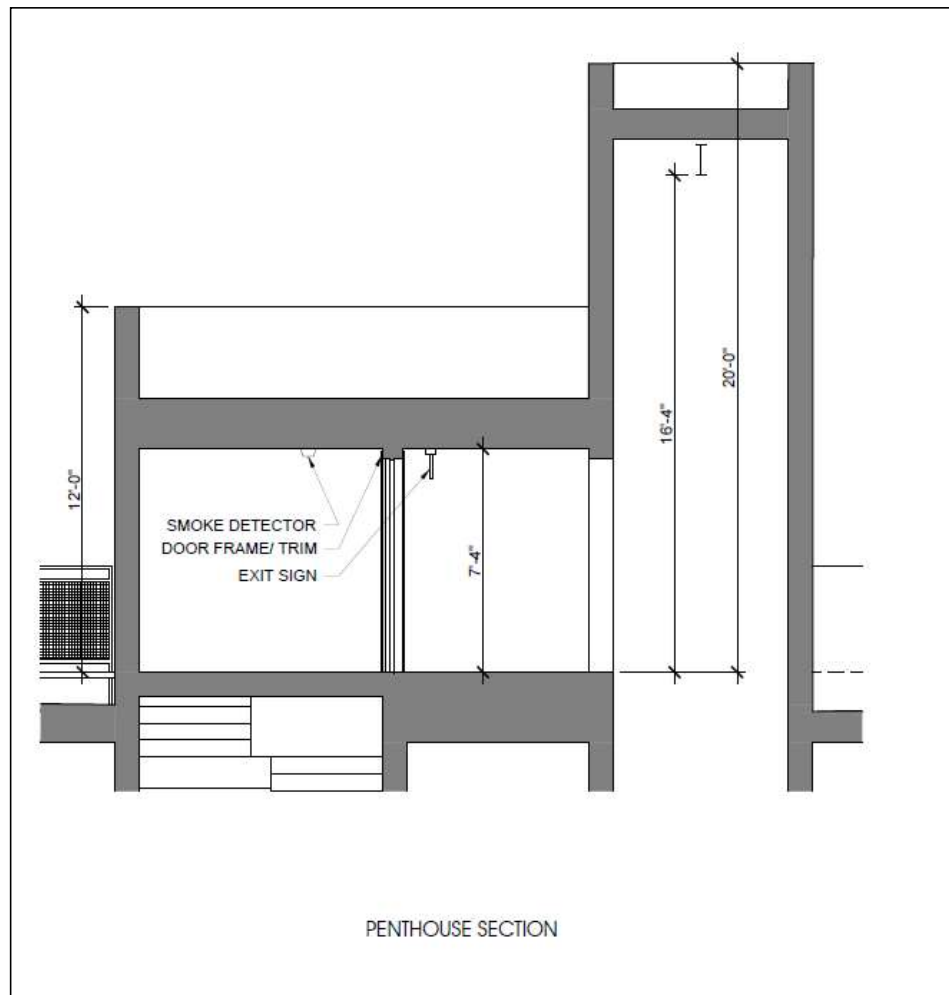 20'-0"
16'-4"
12'-0"
SMOKE DETECTOR
DOOR FRAME/ TRIM
EXIT SIGN
7'-4"
PENTHOUSE SECTION